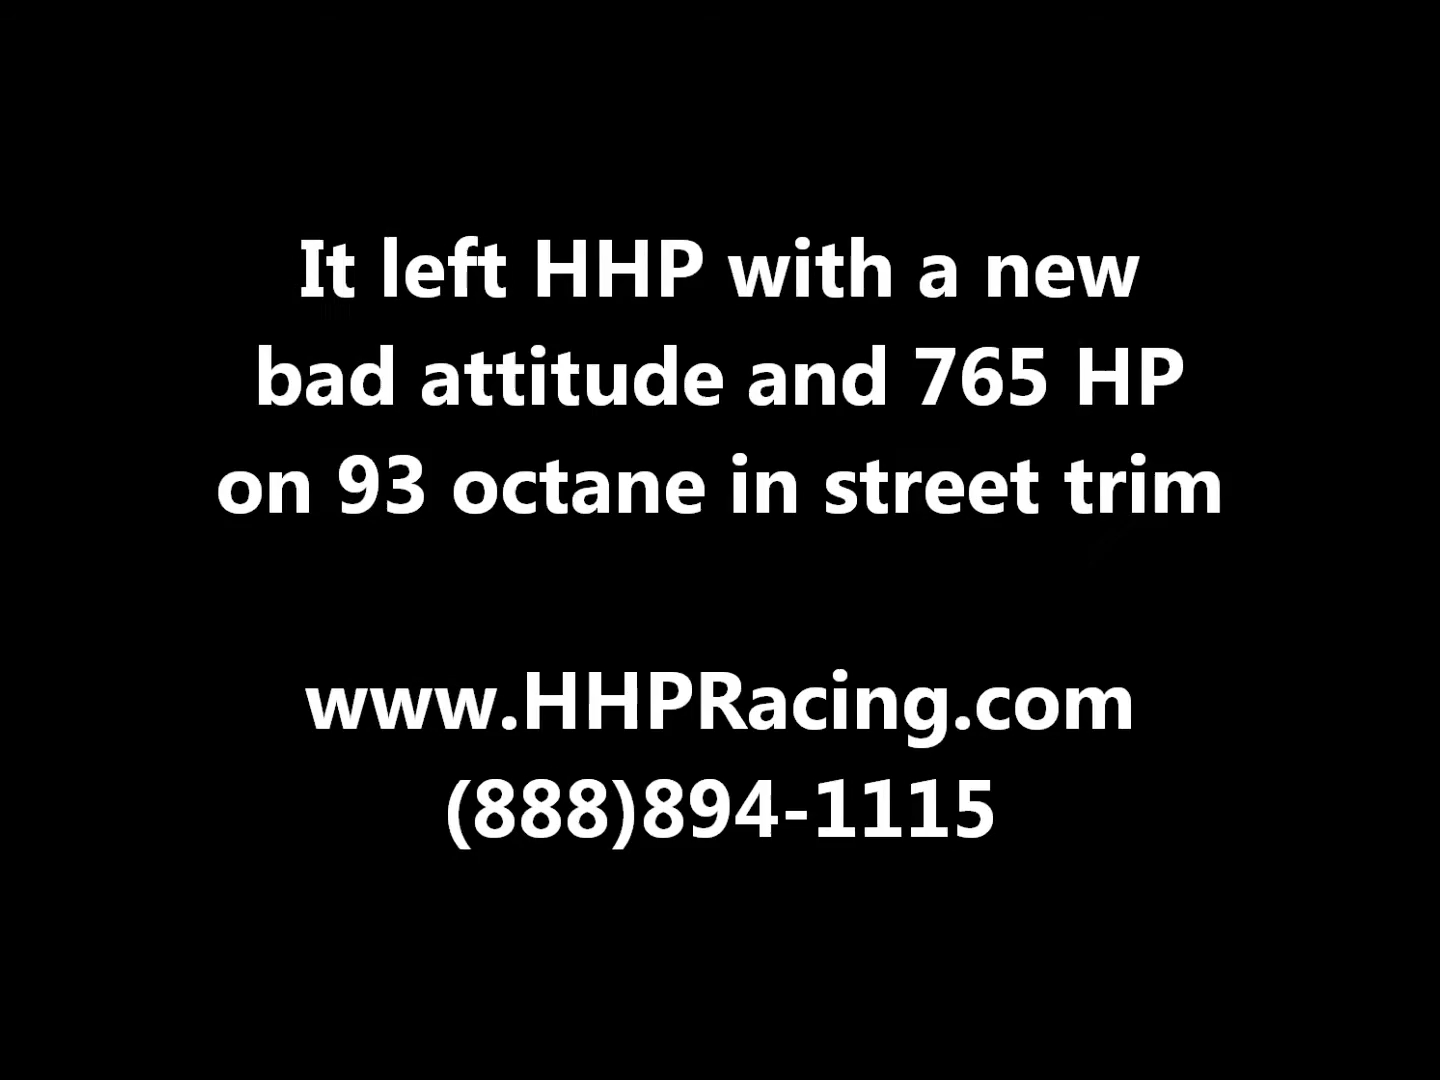 It left HHP with a new
bad attitude and 765 HP
on 93 octane in street trim
www.HHPRacing.com
(888)894-1115